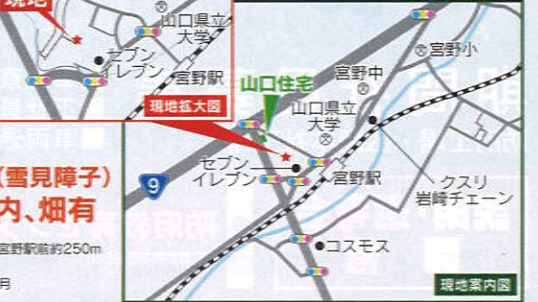 現地
山口県立
大学
セブン
イレブン
宮野駅
現地拡大図
山口住宅
宮野小
宮野中
山口県立
大学
セブン
イレブン
宮野駅
クスリ
岩崎チェーン
コスモス
9
現地案内図
(雪見障子)
内、畑有
宮野駅前約250m
月